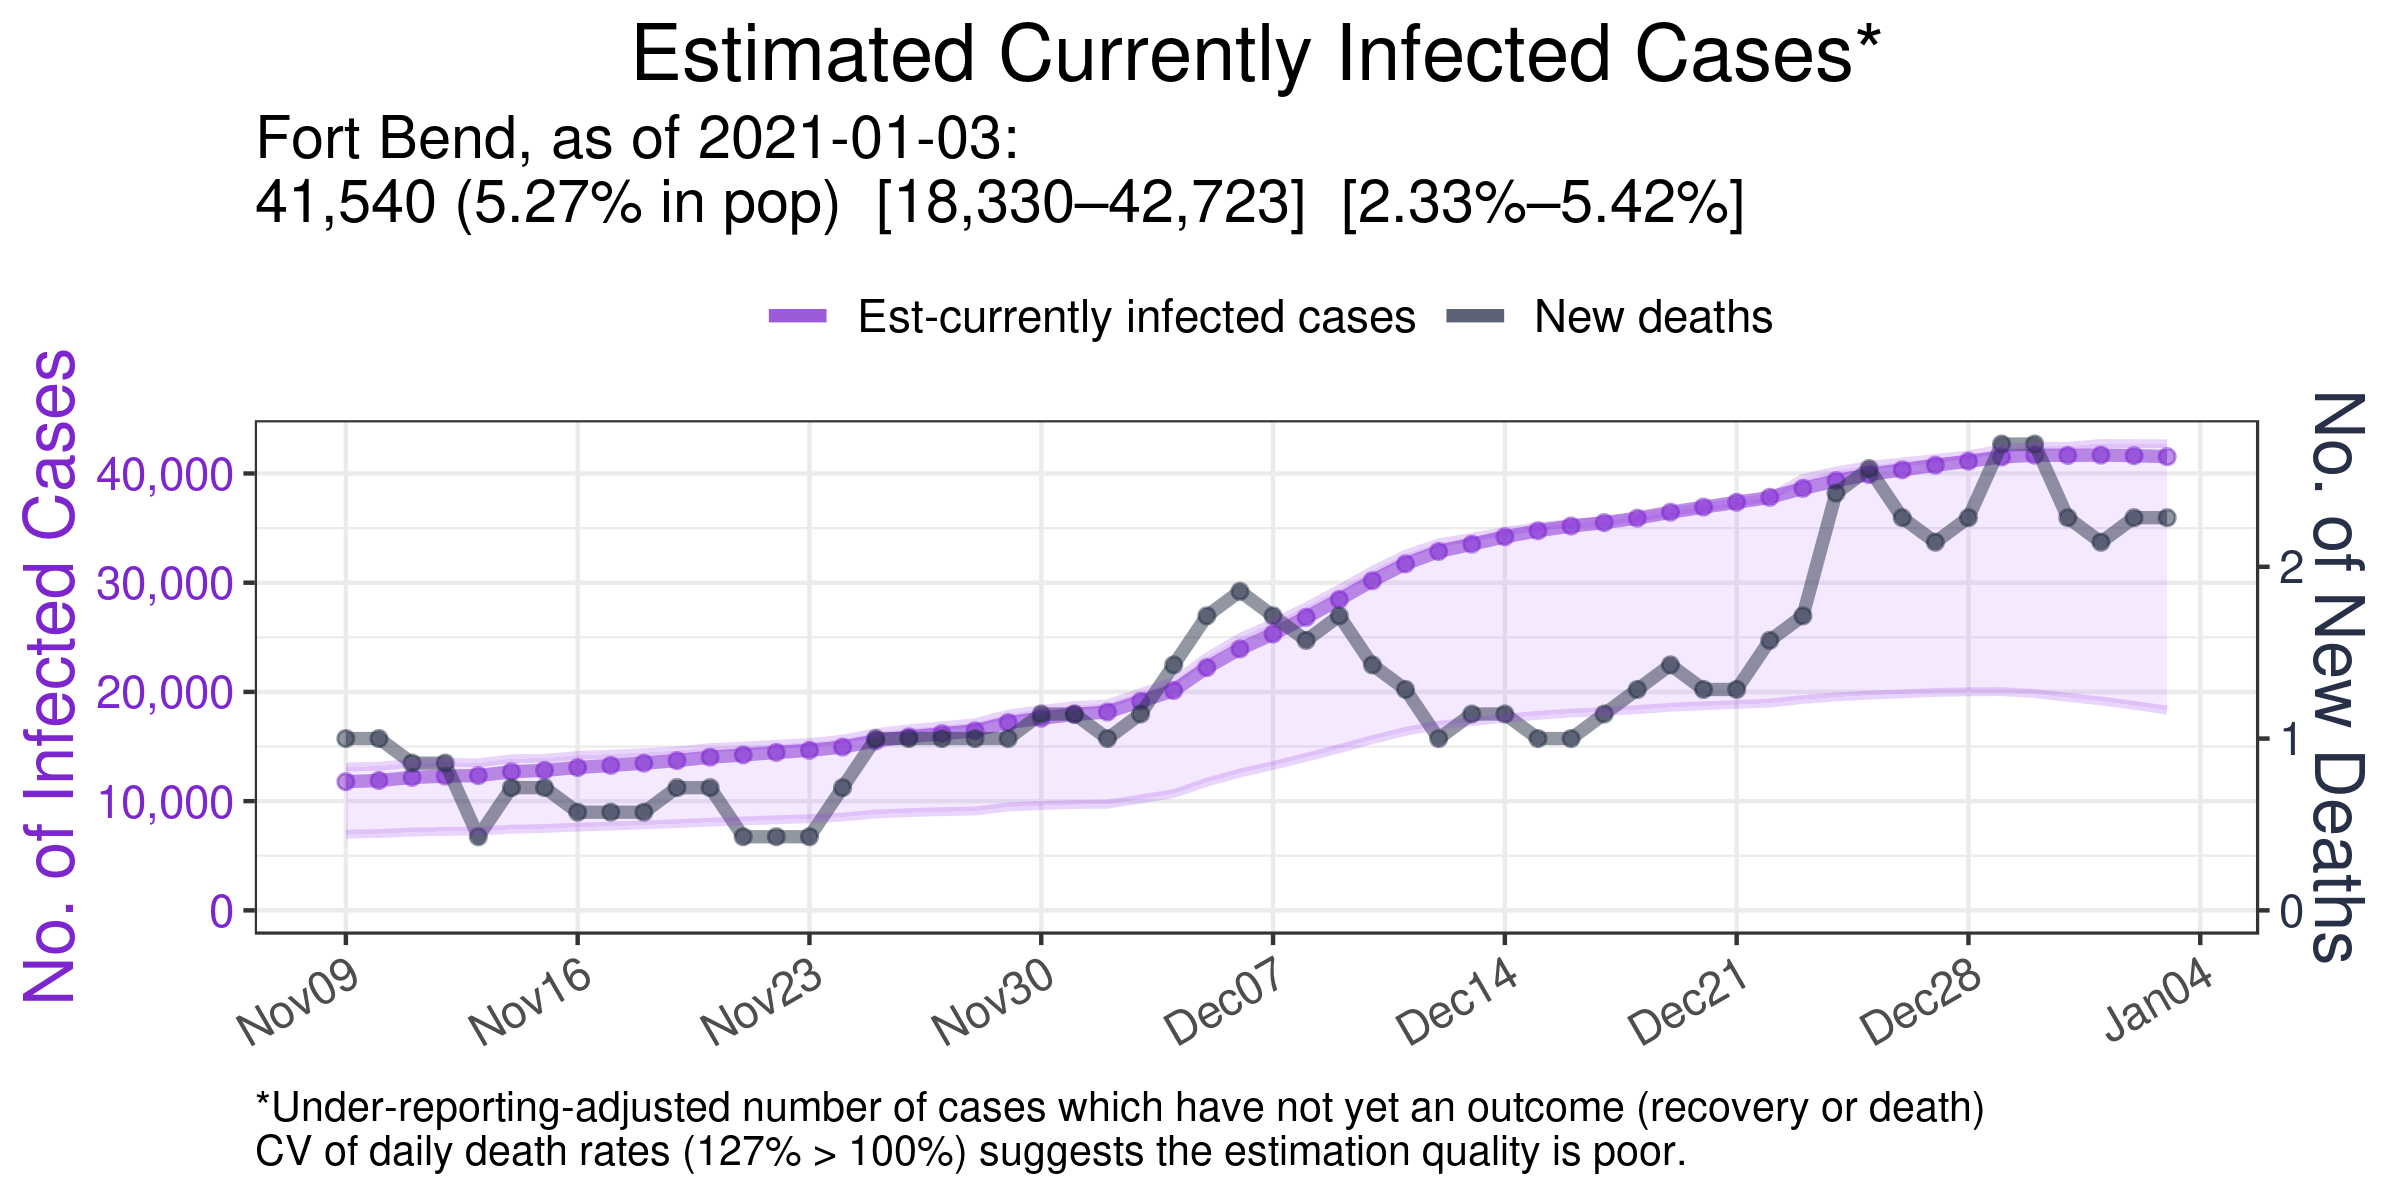 Estimated Currently Infected Cases*
Fort Bend, as of 2021-01-03:
41,540 (5.27% in pop)  [18,330–42,723]  [2.33%–5.42%]
Est-currently infected cases
New deaths
No. of Infected Cases
40,000
30,000
20,000
10,000
0
No. of New Deaths
2
1
0
Nov09
Nov16
Nov23
Nov30
Dec07
Dec14
Dec21
Dec28
Jan04
*Under-reporting-adjusted number of cases which have not yet an outcome (recovery or death)
CV of daily death rates (127% > 100%) suggests the estimation quality is poor.